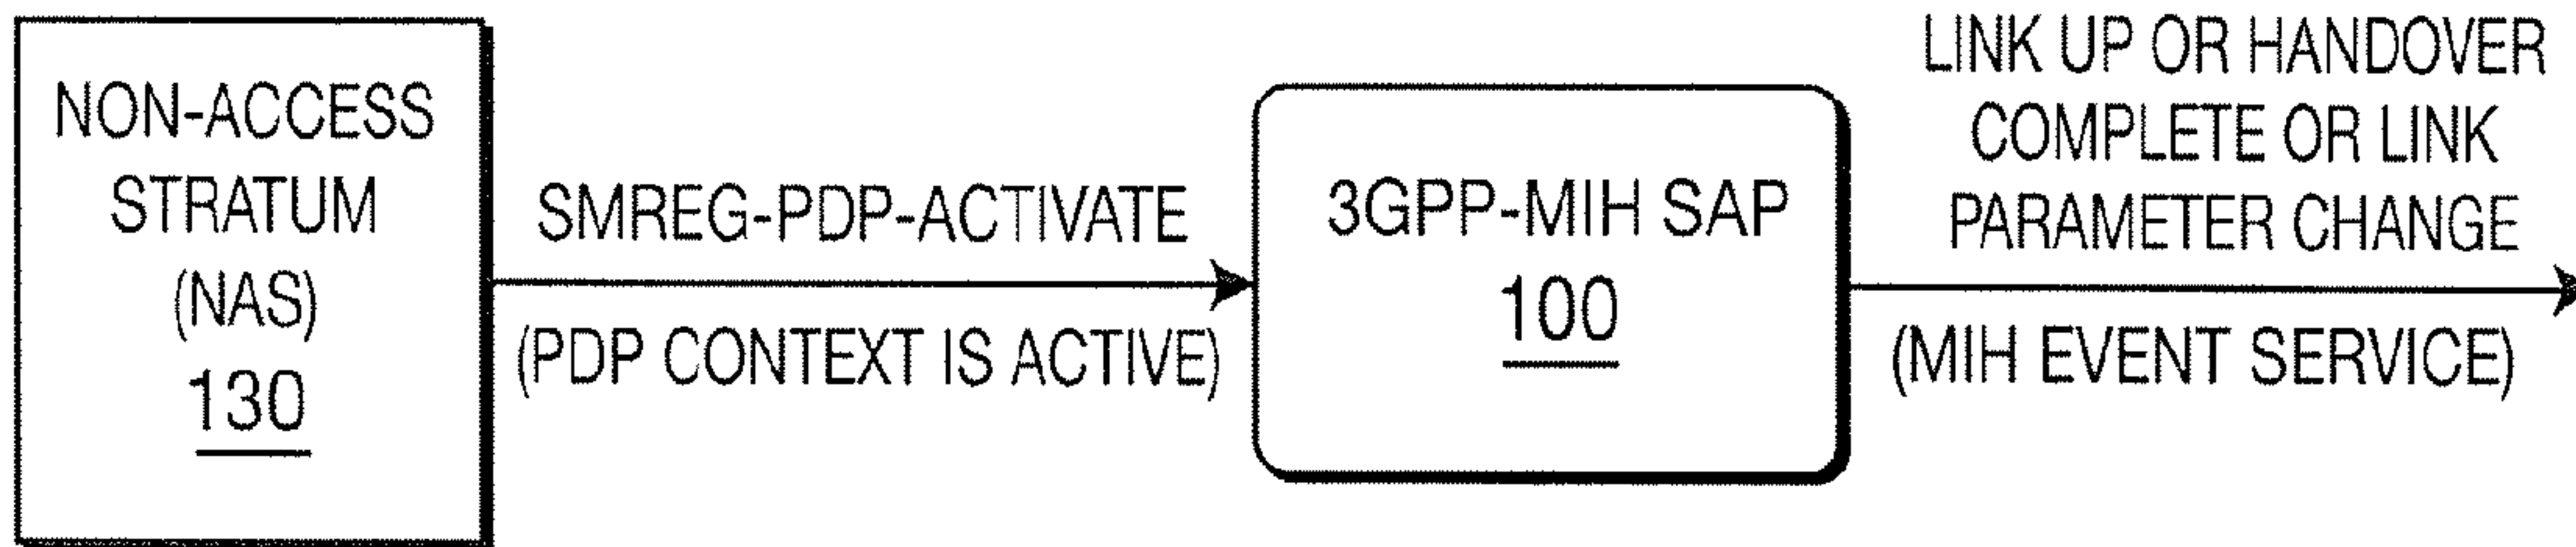 NON-ACCESS
STRATUM
(NAS)
130
SMREG-PDP-ACTIVATE
(PDP CONTEXT IS ACTIVE)
3GPP-MIH SAP
100
LINK UP OR HANDOVER
COMPLETE OR LINK
PARAMETER CHANGE
(MIH EVENT SERVICE)